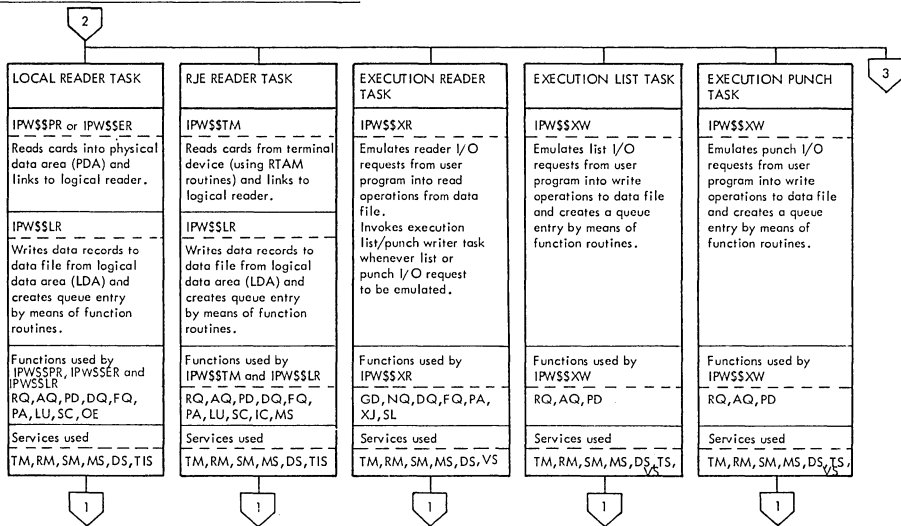 2
3
LOCAL READER TASK
IPW$$PR or IPW$$ER
Reads cards into physical
data area (PDA) and
links to logical reader.
IPW$$LR
Writes data records to
data file from logical
data area (LDA) and
creates queue entry
by means of function
routines.
Functions used by
IPW$$PR, IPW$$ER and
IPW$$LR
RQ,AQ,PD,DQ,FQ,
PA,LU,SC,OE
Services used
TM,RM,SM,MS,DS,TIS
1
RJE READER TASK
IPW$$TM
Reads cards from terminal
device (using RTAM
routines) and links to
logical reader.
IPW$$LR
Writes data records to
data file from logical
data area (LDA) and
creates queue entry
by means of function
routines.
Functions used by
IPW$$TM and IPW$$LR
RQ,AQ,PD,DQ,FQ,
PA,LU,SC,IC,MS
Services used
TM,RM,SM,MS,DS,TIS
1
EXECUTION READER
TASK
IPW$$XR
Emulates reader I/O
requests from user
program into read
operations from data
file.
Invokes execution
list/punch writer task
whenever list or
punch I/O request
to be emulated.
Functions used by
IPW$$XR
GD,NQ,DQ,FQ,PA,
XJ,SL
Services used
TM,RM,SM,MS,DS,VS
1
EXECUTION LIST TASK
IPW$$XW
Emulates list I/O
requests from user
program into write
operations to data file
and creates a queue
entry by means of
function routines.
Functions used by
IPW$$XW
RQ,AQ,PD
Services used
TM,RM,SM,MS,DS,TS,
VS
1
EXECUTION PUNCH
TASK
IPW$$XW
Emulates punch I/O
requests from user
program into write
operations to data file
and creates a queue
entry by means of
function routines.
Functions used by
IPW$$XW
RQ,AQ,PD
Services used
TM,RM,SM,MS,DS,TS,
VS
1